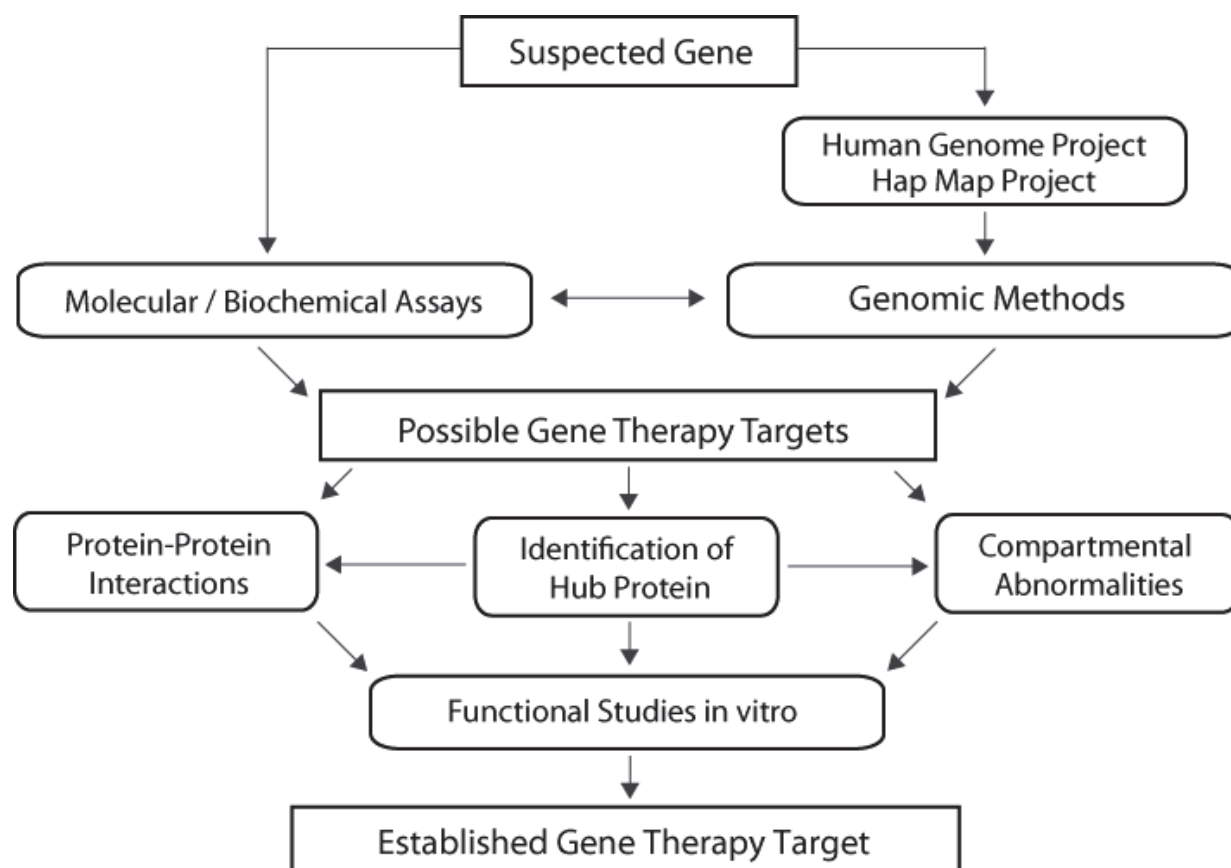 Suspected Gene
Human Genome Project
Hap Map Project
Molecular / Biochemical Assays
Genomic Methods
Possible Gene Therapy Targets
Protein-Protein
Interactions
Identification of
Hub Protein
Compartmental
Abnormalities
Functional Studies in vitro
Established Gene Therapy Target